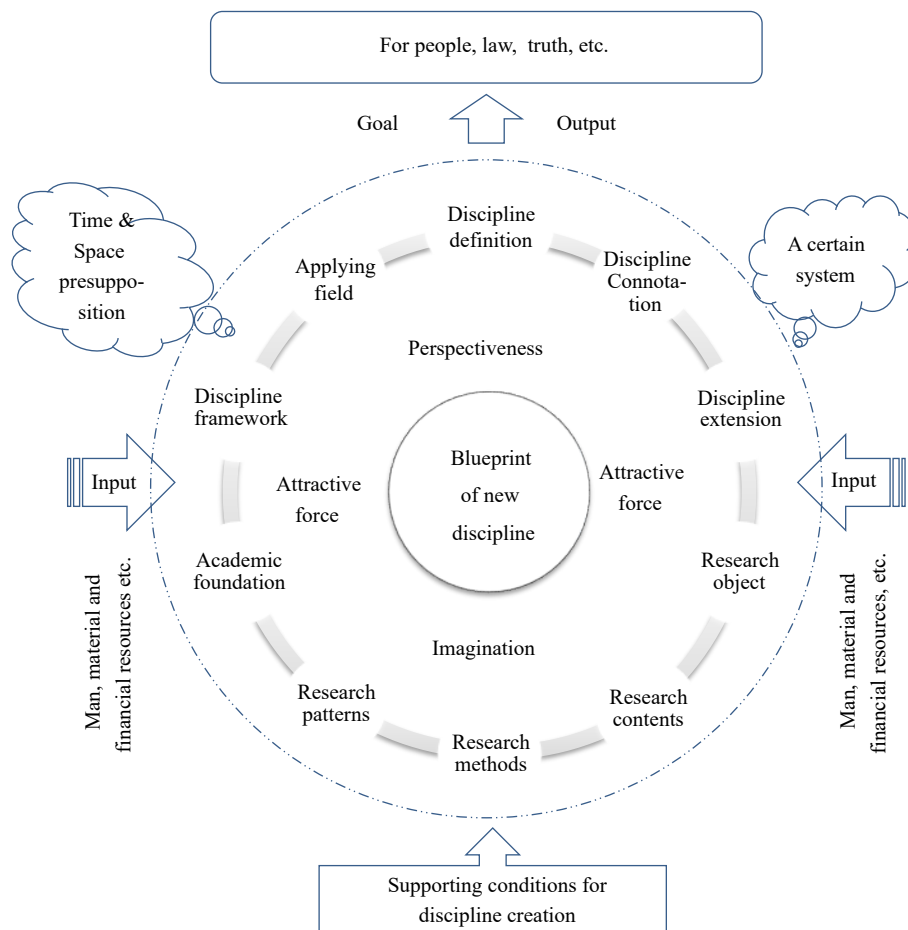 For people, law, truth, etc.
Goal
Output
Time &
Space
presuppo-
sition
A certain
system
Discipline
definition
Applying
field
Discipline
Connota-
tion
Perspectiveness
Discipline
framework
Discipline
extension
Blueprint
of new
discipline
Attractive
force
Attractive
force
Input
Input
Academic
foundation
Research
object
Man, material and
financial resources etc.
Man, material and
financial resources, etc.
Imagination
Research
patterns
Research
contents
Research
methods
Supporting conditions for
discipline creation